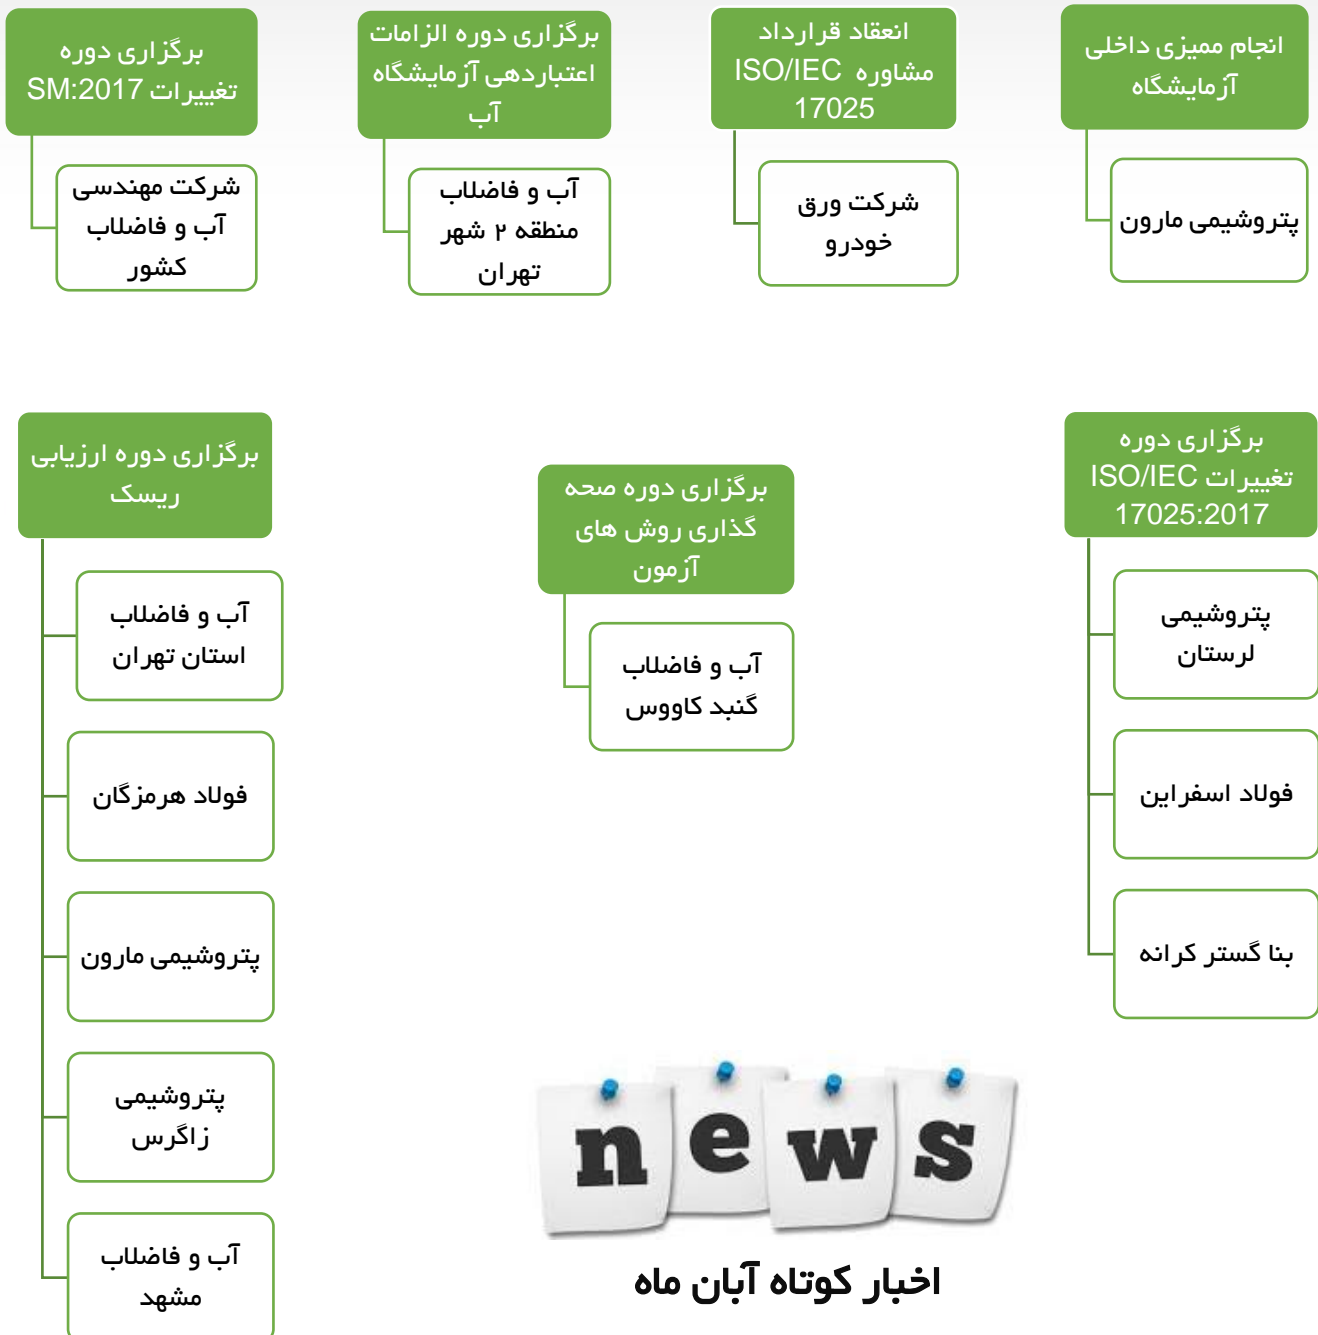 انجام ممیزی داخلی
آزمایشگاه
پتروشیمی مارون
انعقاد قرارداد
مشاوره ISO/IEC
17025
شرکت ورق
خودرو
برگزاری دوره الزامات
اعتباردهی آزمایشگاه
آب
آب و فاضلاب
منطقه ۲ شهر
تهران
برگزاری دوره
تغییرات SM:2017
شرکت مهندسی
آب و فاضلاب
کشور
برگزاری دوره
تغییرات ISO/IEC
17025:2017
پتروشیمی
لرستان
فولاد اسفراین
بنا گستر کرانه
برگزاری دوره صحه
گذاری روش های
آزمون
آب و فاضلاب
گنبد کاووس
برگزاری دوره ارزیابی
ریسک
آب و فاضلاب
استان تهران
فولاد هرمزگان
پتروشیمی مارون
پتروشیمی
زاگرس
آب و فاضلاب
مشهد
news
اخبار کوتاه آبان ماه